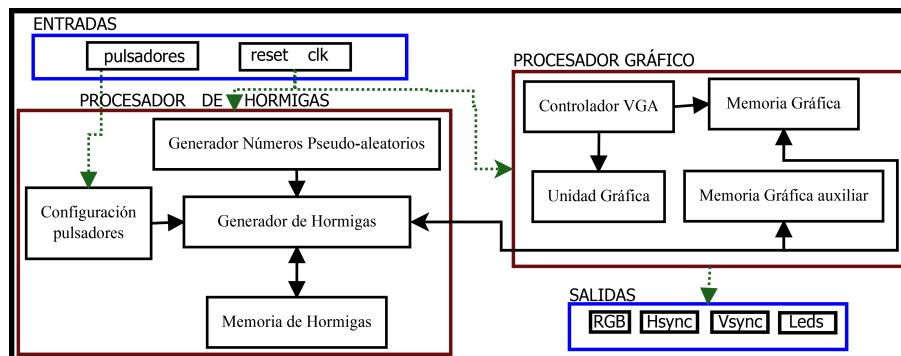 ENTRADAS
pulsadores
reset clk
PROCESADOR DE HORMIGAS
Generador Números Pseudo-aleatorios
Configuración
pulsadores
Generador de Hormigas
Memoria de Hormigas
PROCESADOR GRÁFICO
Controlador VGA
Memoria Gráfica
Unidad Gráfica
Memoria Gráfica auxiliar
SALIDAS
RGB
Hsync
Vsync
Leds